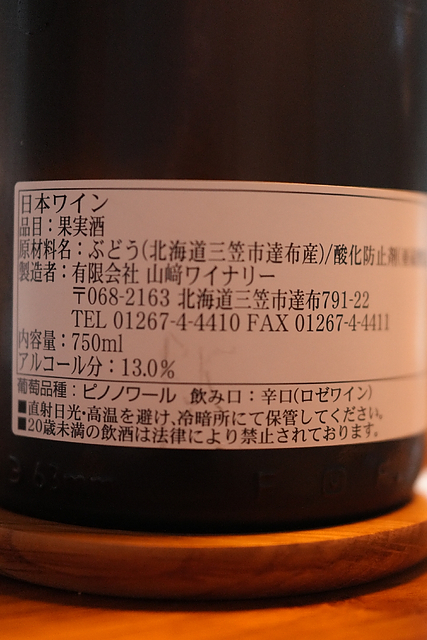 日本ワイン
品目：果実酒
原材料名：ぶどう(北海道三笠市達布産)/酸化防止剤
製造者：有限会社 山﨑ワイナリー
〒068-2163 北海道三笠市達布791-22
TEL 01267-4-4410 FAX 01267-4-4411
内容量：750ml
アルコール分：13.0%
葡萄品種：ピノノワール 飲み口：辛口(ロゼワイン)
■直射日光・高温を避け、冷暗所にて保管してください。
■20歳未満の飲酒は法律により禁止されております。